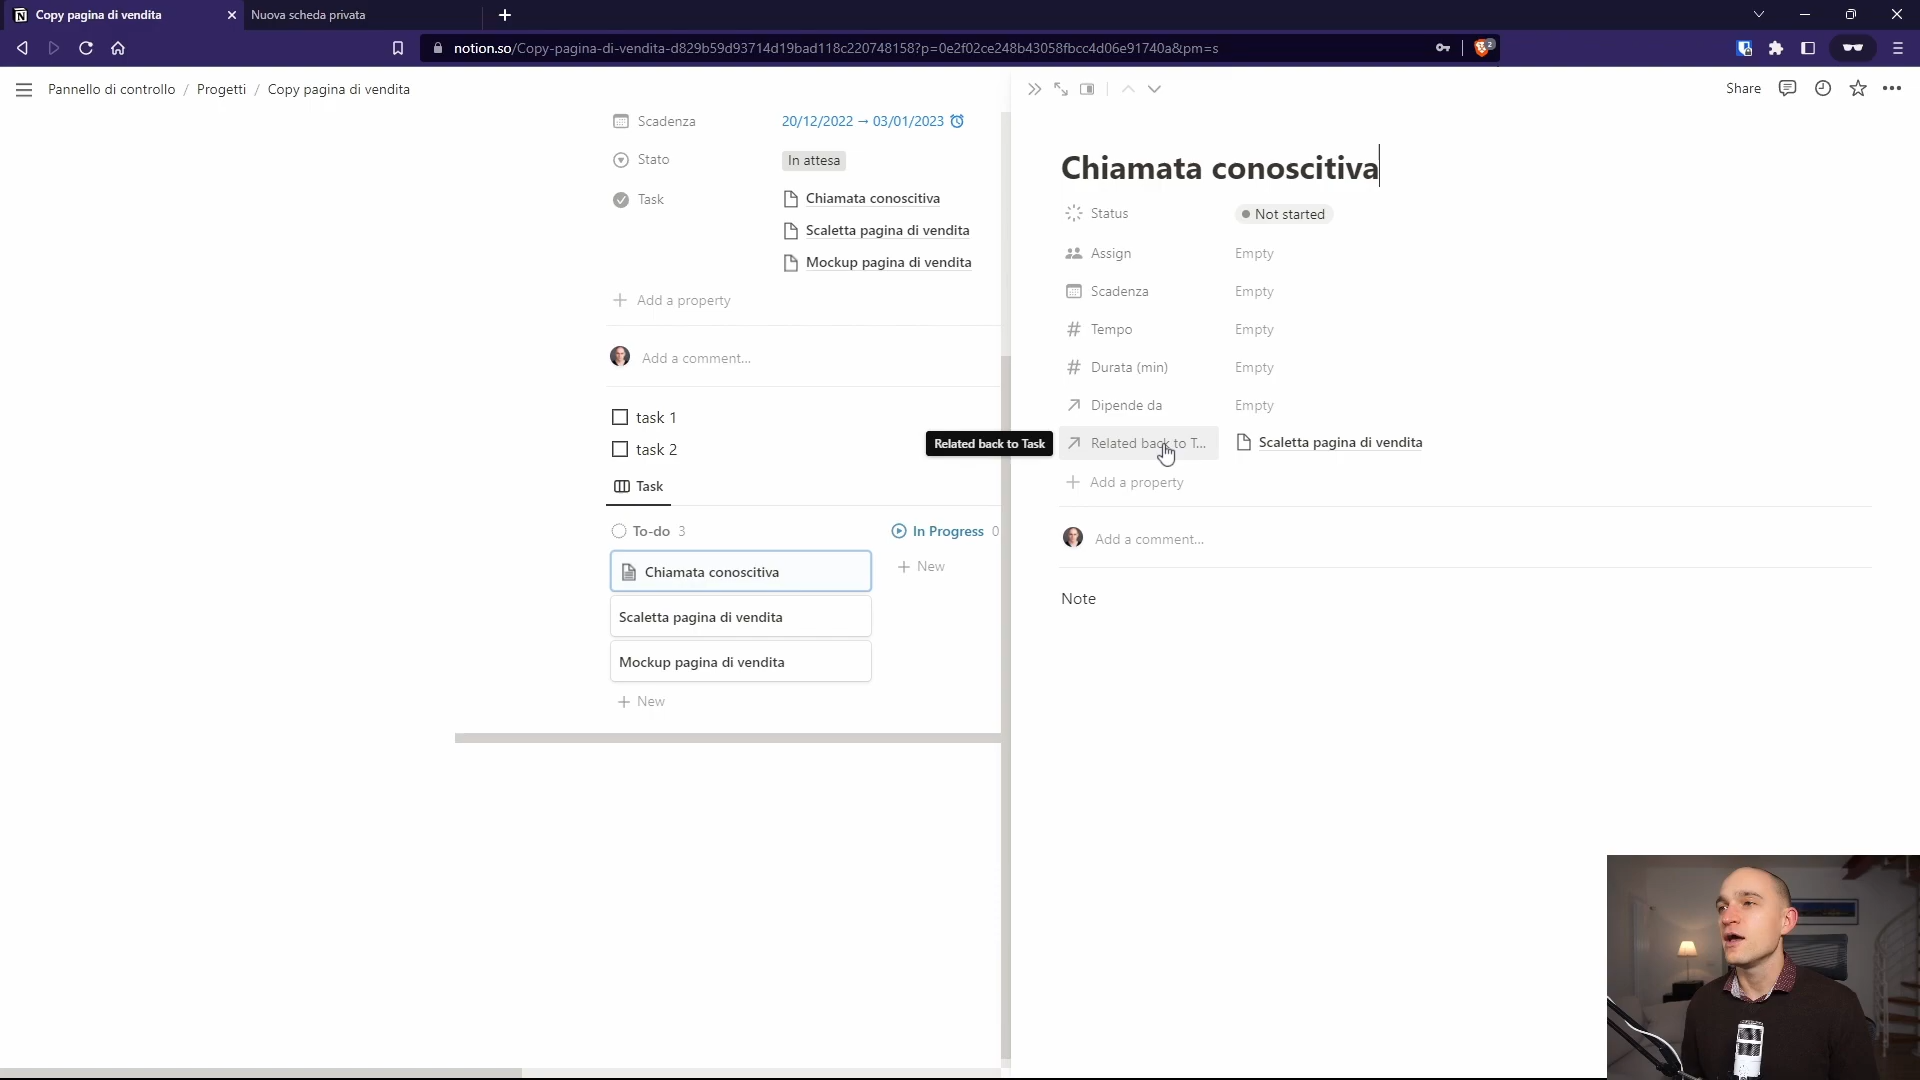 Copy pagina di vendita
Nuova scheda privata
notion.so/Copy-pagina-di-vendita-d829b59d93714d19bad118c220748158?p=0e2f02ce248b43058fbcc4d06e91740a&pm=s
2
Pannello di controllo / Progetti / Copy pagina di vendita
Share
Scadenza 20/12/2022 → 03/01/2023
Stato In attesa
Task Chiamata conoscitiva
Scaletta pagina di vendita
Mockup pagina di vendita
+ Add a property
Add a comment...
task 1
task 2
Task
To-do 3
In Progress 0
Chiamata conoscitiva
+ New
Scaletta pagina di vendita
Mockup pagina di vendita
+ New
Chiamata conoscitiva
Status Not started
Assign Empty
Scadenza Empty
# Tempo Empty
# Durata (min) Empty
Dipende da Empty
Related back to Task
Related back to T... Scaletta pagina di vendita
+ Add a property
Add a comment...
Note